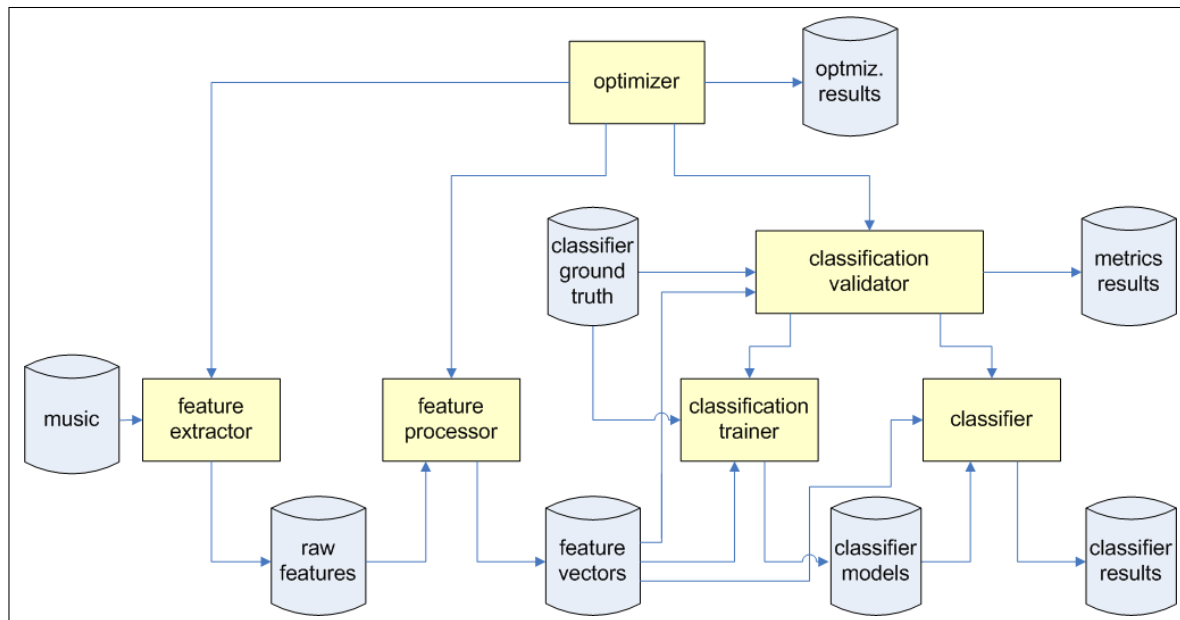 optimizer
optmiz.
results
classifier
ground
truth
classification
validator
metrics
results
music
feature
extractor
feature
processor
classification
trainer
classifier
raw
features
feature
vectors
classifier
models
classifier
results